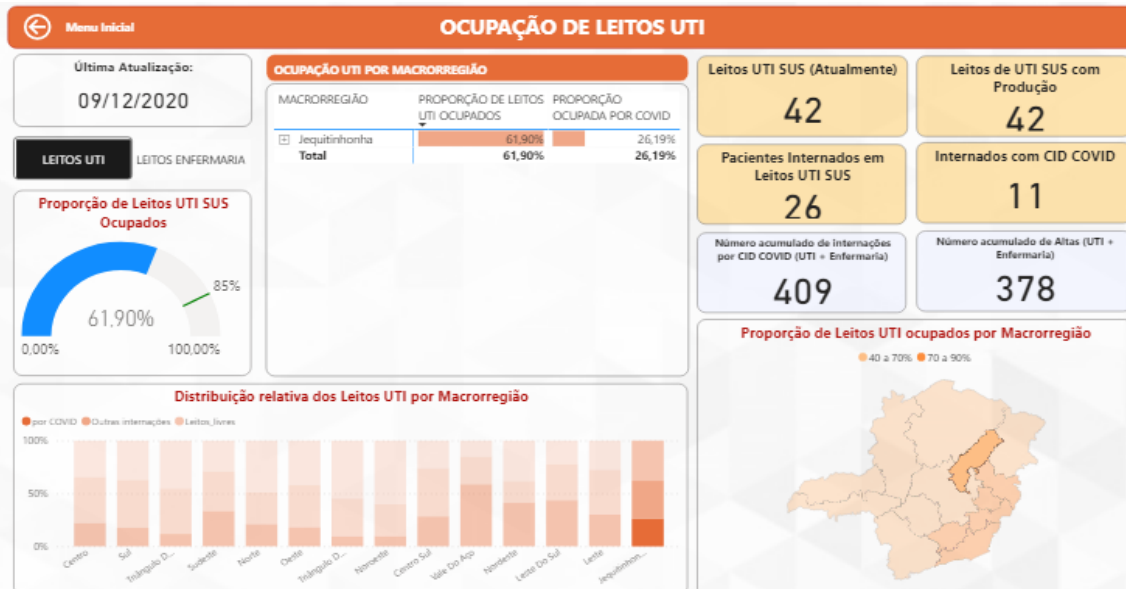 Menu Inicial
OCUPAÇÃO DE LEITOS UTI
Última Atualização:
09/12/2020
LEITOS UTI
LEITOS ENFERMARIA
Proporção de Leitos UTI SUS
Ocupados
85%
61,90%
0,00%
100,00%
OCUPAÇÃO UTI POR MACRORREGIÃO
MACRORREGIÃO
PROPORÇÃO DE LEITOS
UTI OCUPADOS
PROPORÇÃO
OCUPADA POR COVID
Jequitinhonha 61,90% 26,19%
Total 61,90% 26,19%
Leitos UTI SUS (Atualmente)
42
Leitos de UTI SUS com
Produção
42
Pacientes Internados em
Leitos UTI SUS
26
Internados com CID COVID
11
Número acumulado de internações
por CID COVID (UTI + Enfermaria)
409
Número acumulado de Altas (UTI +
Enfermaria)
378
Distribuição relativa dos Leitos UTI por Macrorregião
por COVID Outras internações Leitos_livres
100%
50%
0%
Centro
Sul
Triângulo D...
Sudeste
Norte
Oeste
Triângulo D...
Noroeste
Centro Sul
Vale Do Aço
Nordeste
Leste Do Sul
Leste
Jequitinhon...
Proporção de Leitos UTI ocupados por Macrorregião
40 a 70% 70 a 90%